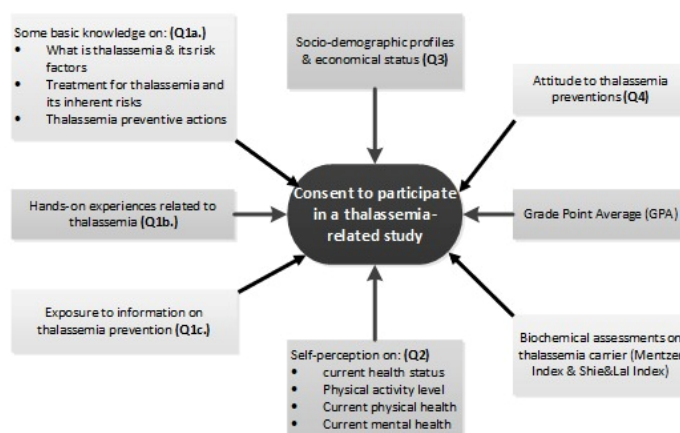 Some basic knowledge on: (Q1a.)
• What is thalassemia & its risk
factors
• Treatment for thalassemia and
its inherent risks
• Thalassemia preventive actions
Socio-demographic profiles
& economical status (Q3)
Attitude to thalassemia
preventions (Q4)
Hands-on experiences related to
thalassemia (Q1b.)
Consent to participate
in a thalassemia-
related study
Grade Point Average (GPA)
Exposure to information on
thalassemia prevention (Q1c.)
Self-perception on: (Q2)
• current health status
• Physical activity level
• Current physical health
• Current mental health
Biochemical assessments on
thalassemia carrier (Mentzer
Index & Shie&Lal Index)